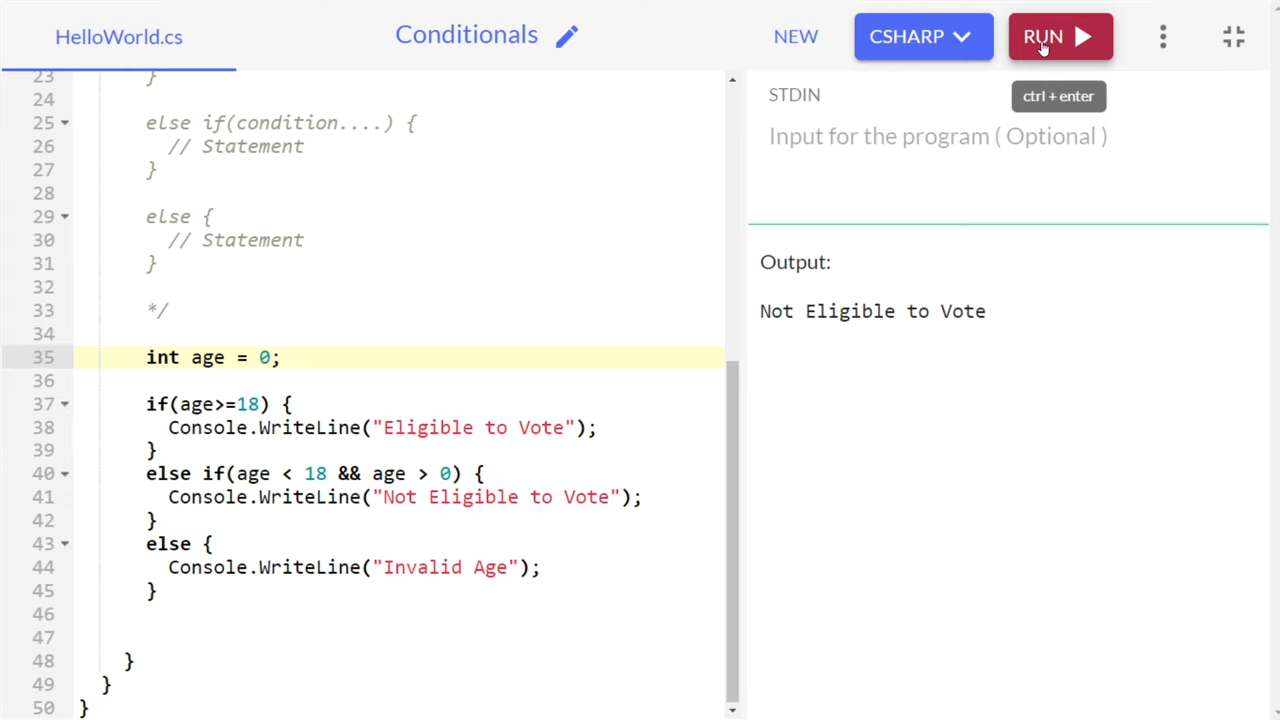 HelloWorld.cs
Conditionals
NEW
CSHARP
RUN
ctrl + enter
STDIN
Input for the program ( Optional )
Output:
Not Eligible to Vote
23 }
24
25 else if(condition....) {
26 // Statement
27 }
28
29 else {
30 // Statement
31 }
32
33 */
34
35 int age = 0;
36
37 if(age>=18) {
38 Console.WriteLine("Eligible to Vote");
39 }
40 else if(age < 18 && age > 0) {
41 Console.WriteLine("Not Eligible to Vote");
42 }
43 else {
44 Console.WriteLine("Invalid Age");
45 }
46
47
48 }
49 }
50 }